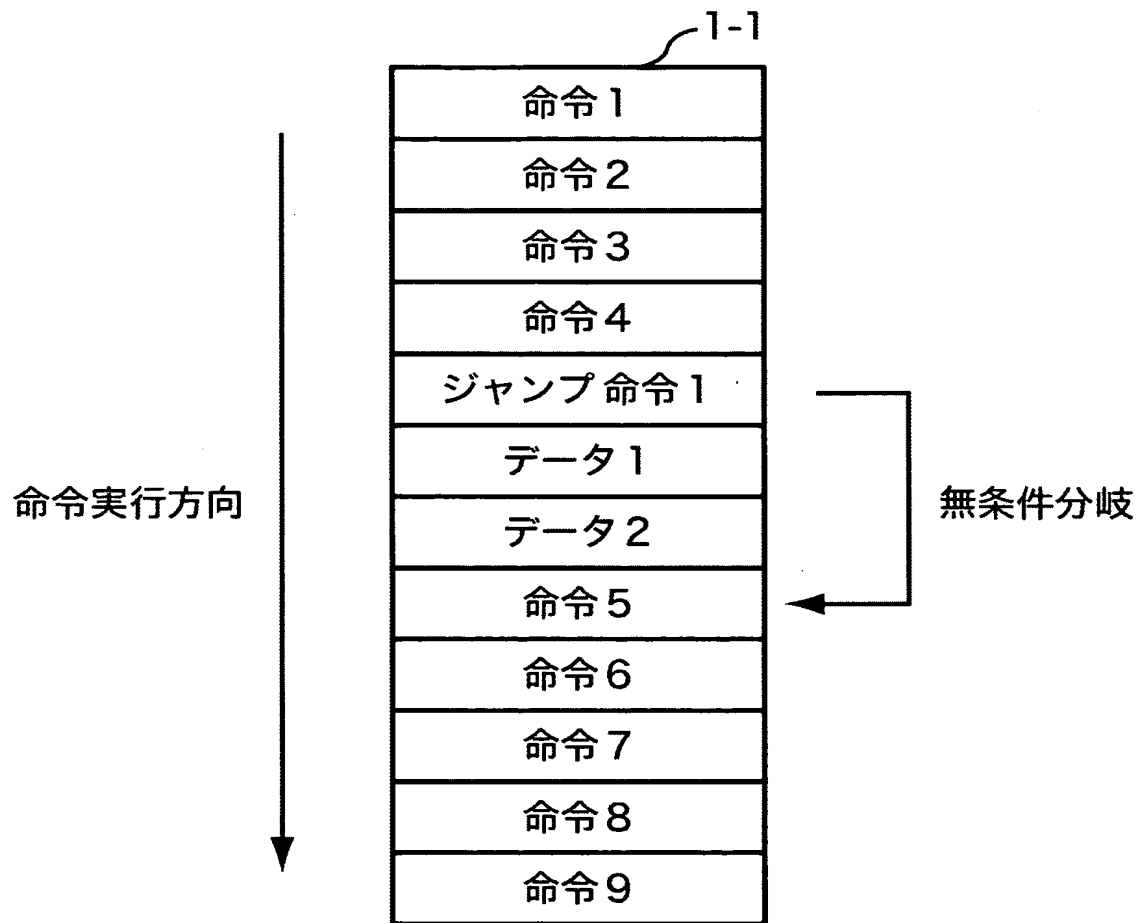 1-1
命令1
命令2
命令3
命令4
ジャンプ命令1
データ1
データ2
命令5
命令6
命令7
命令8
命令9
命令実行方向
無条件分岐